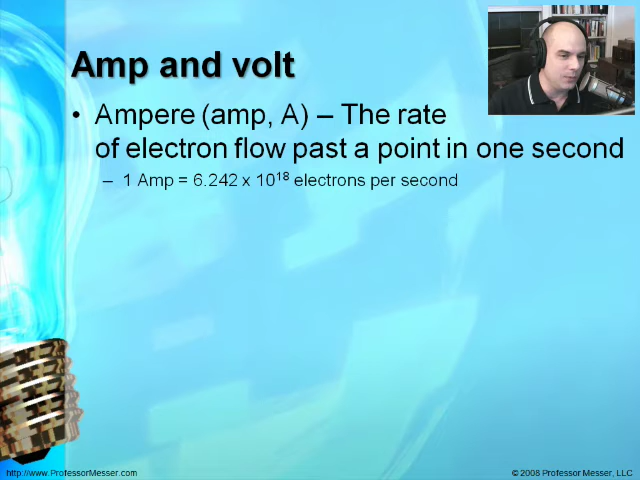 Amp and volt
• Ampere (amp, A) – The rate
of electron flow past a point in one second
– 1 Amp = 6.242 x 10¹⁸ electrons per second
http://www.ProfessorMesser.com
© 2008 Professor Messer, LLC